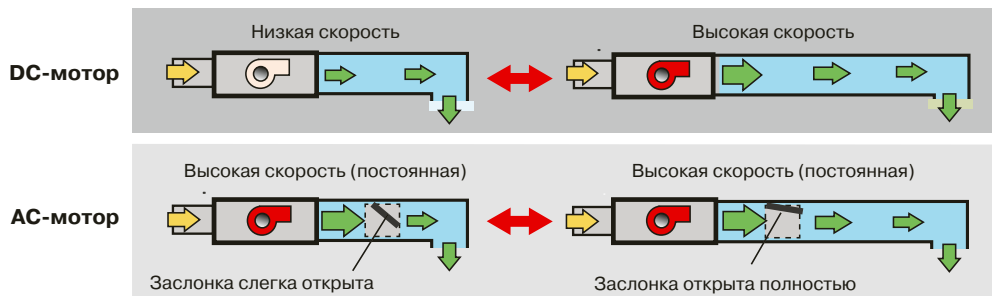 Низкая скорость
Высокая скорость
DC-мотор
Высокая скорость (постоянная)
Высокая скорость (постоянная)
AC-мотор
Заслонка слегка открыта
Заслонка открыта полностью